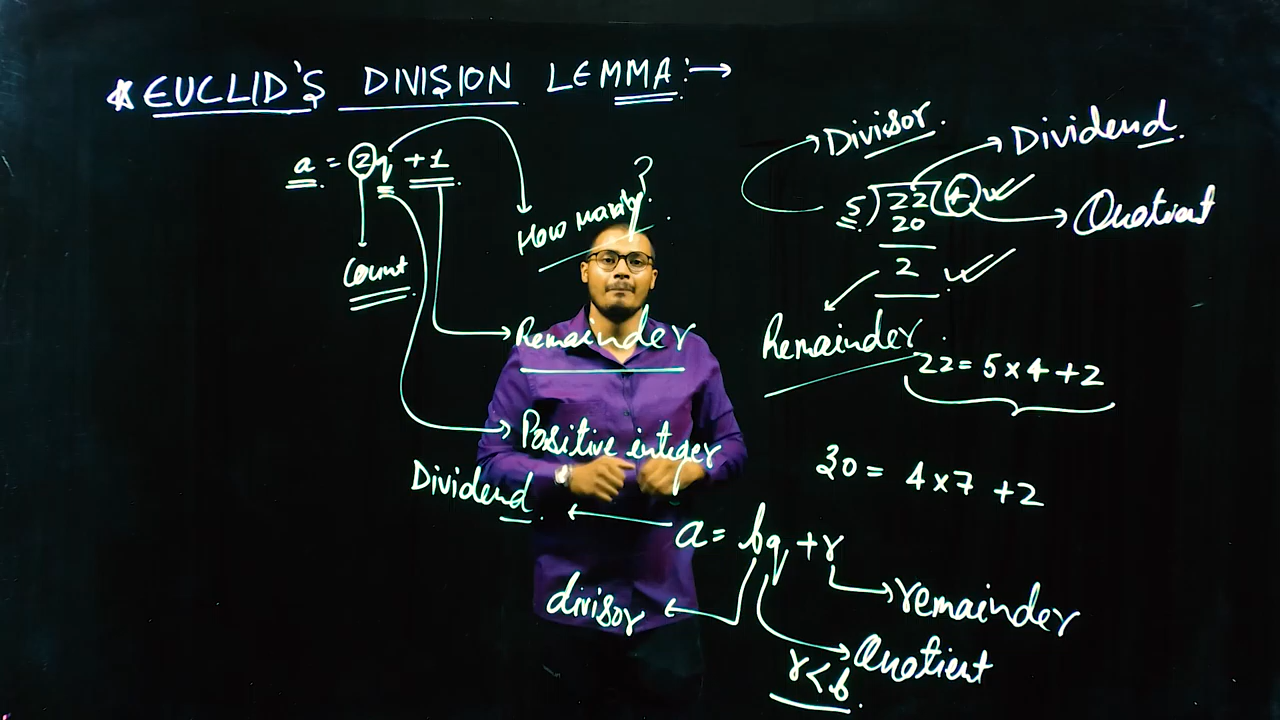 * EUCLID'S DIVISION LEMMA:→
a = 2q + 1
Count
How many?
Remainder
Positive integer
Divisor.
Dividend.
5) 22 (4
20
2
Quotient
Remainder.
22 = 5 × 4 + 2
30 = 4 × 7 + 2
Dividend.
a = bq + r
divisor
remainder
Quotient
r < b.